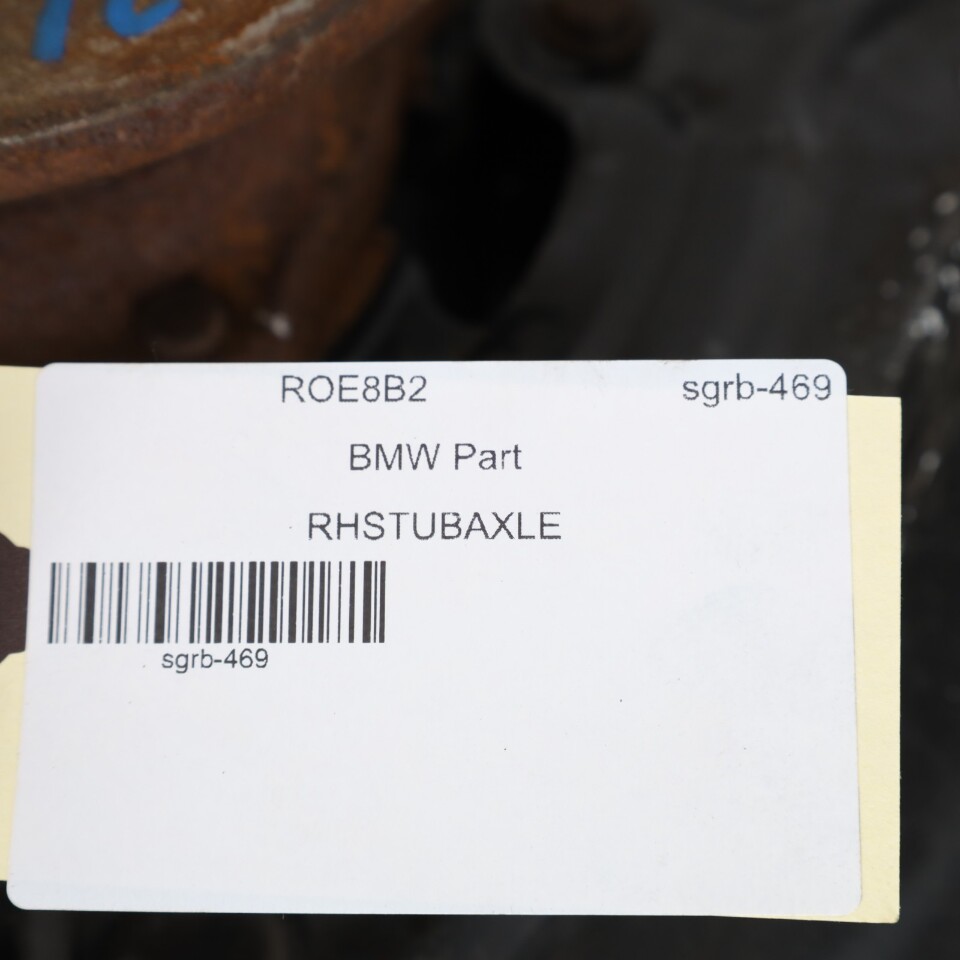 ROE8B2 sgrb-469
BMW Part
RHSTUBAXLE
sgrb-469